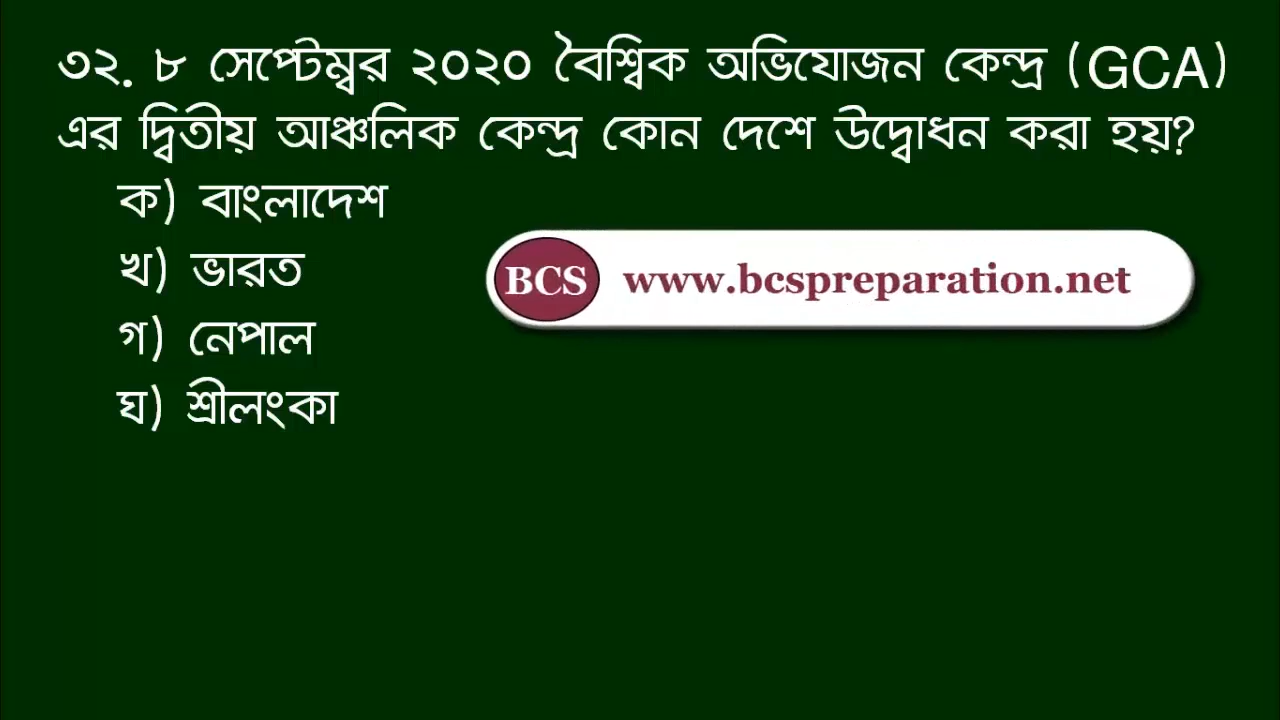 ৩২. ৮ সেপ্টেম্বর ২০২০ বৈশ্বিক অভিযোজন কেন্দ্র (GCA)
এর দ্বিতীয় আঞ্চলিক কেন্দ্র কোন দেশে উদ্বোধন করা হয়?
ক) বাংলাদেশ
খ) ভারত
গ) নেপাল
ঘ) শ্রীলংকা
BCS www.bcspreparation.net